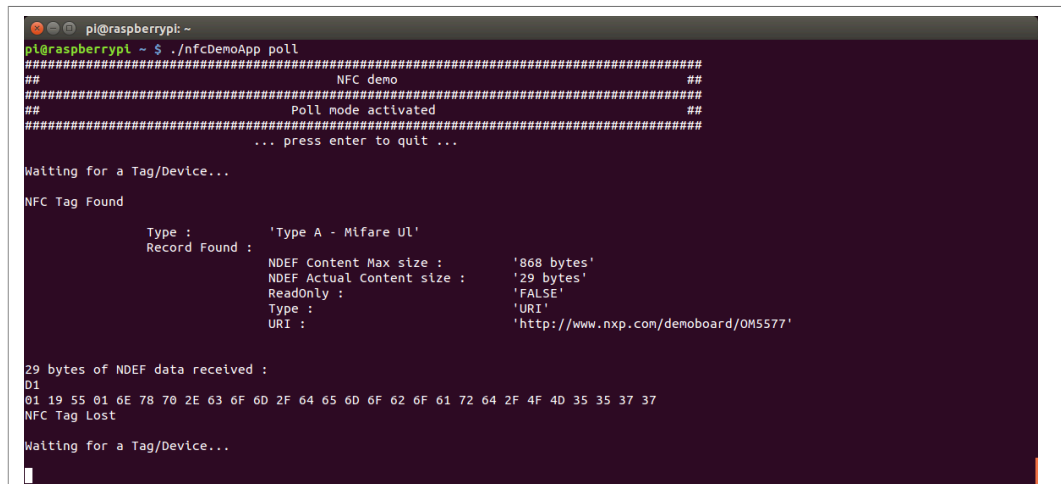 pi@raspberrypi: ~
pi@raspberrypi ~ $ ./nfcDemoApp poll
#########################################################################################
## NFC demo ##
#########################################################################################
## Poll mode activated ##
#########################################################################################
... press enter to quit ...
Waiting for a Tag/Device...
NFC Tag Found
Type : 'Type A - Mifare Ul'
Record Found :
NDEF Content Max size : '868 bytes'
NDEF Actual Content size : '29 bytes'
ReadOnly : 'FALSE'
Type : 'URI'
URI : 'http://www.nxp.com/demoboard/OM5577'
29 bytes of NDEF data received :
D1
01 19 55 01 6E 78 70 2E 63 6F 6D 2F 64 65 6D 6F 62 6F 61 72 64 2F 4F 4D 35 35 37 37
NFC Tag Lost
Waiting for a Tag/Device...